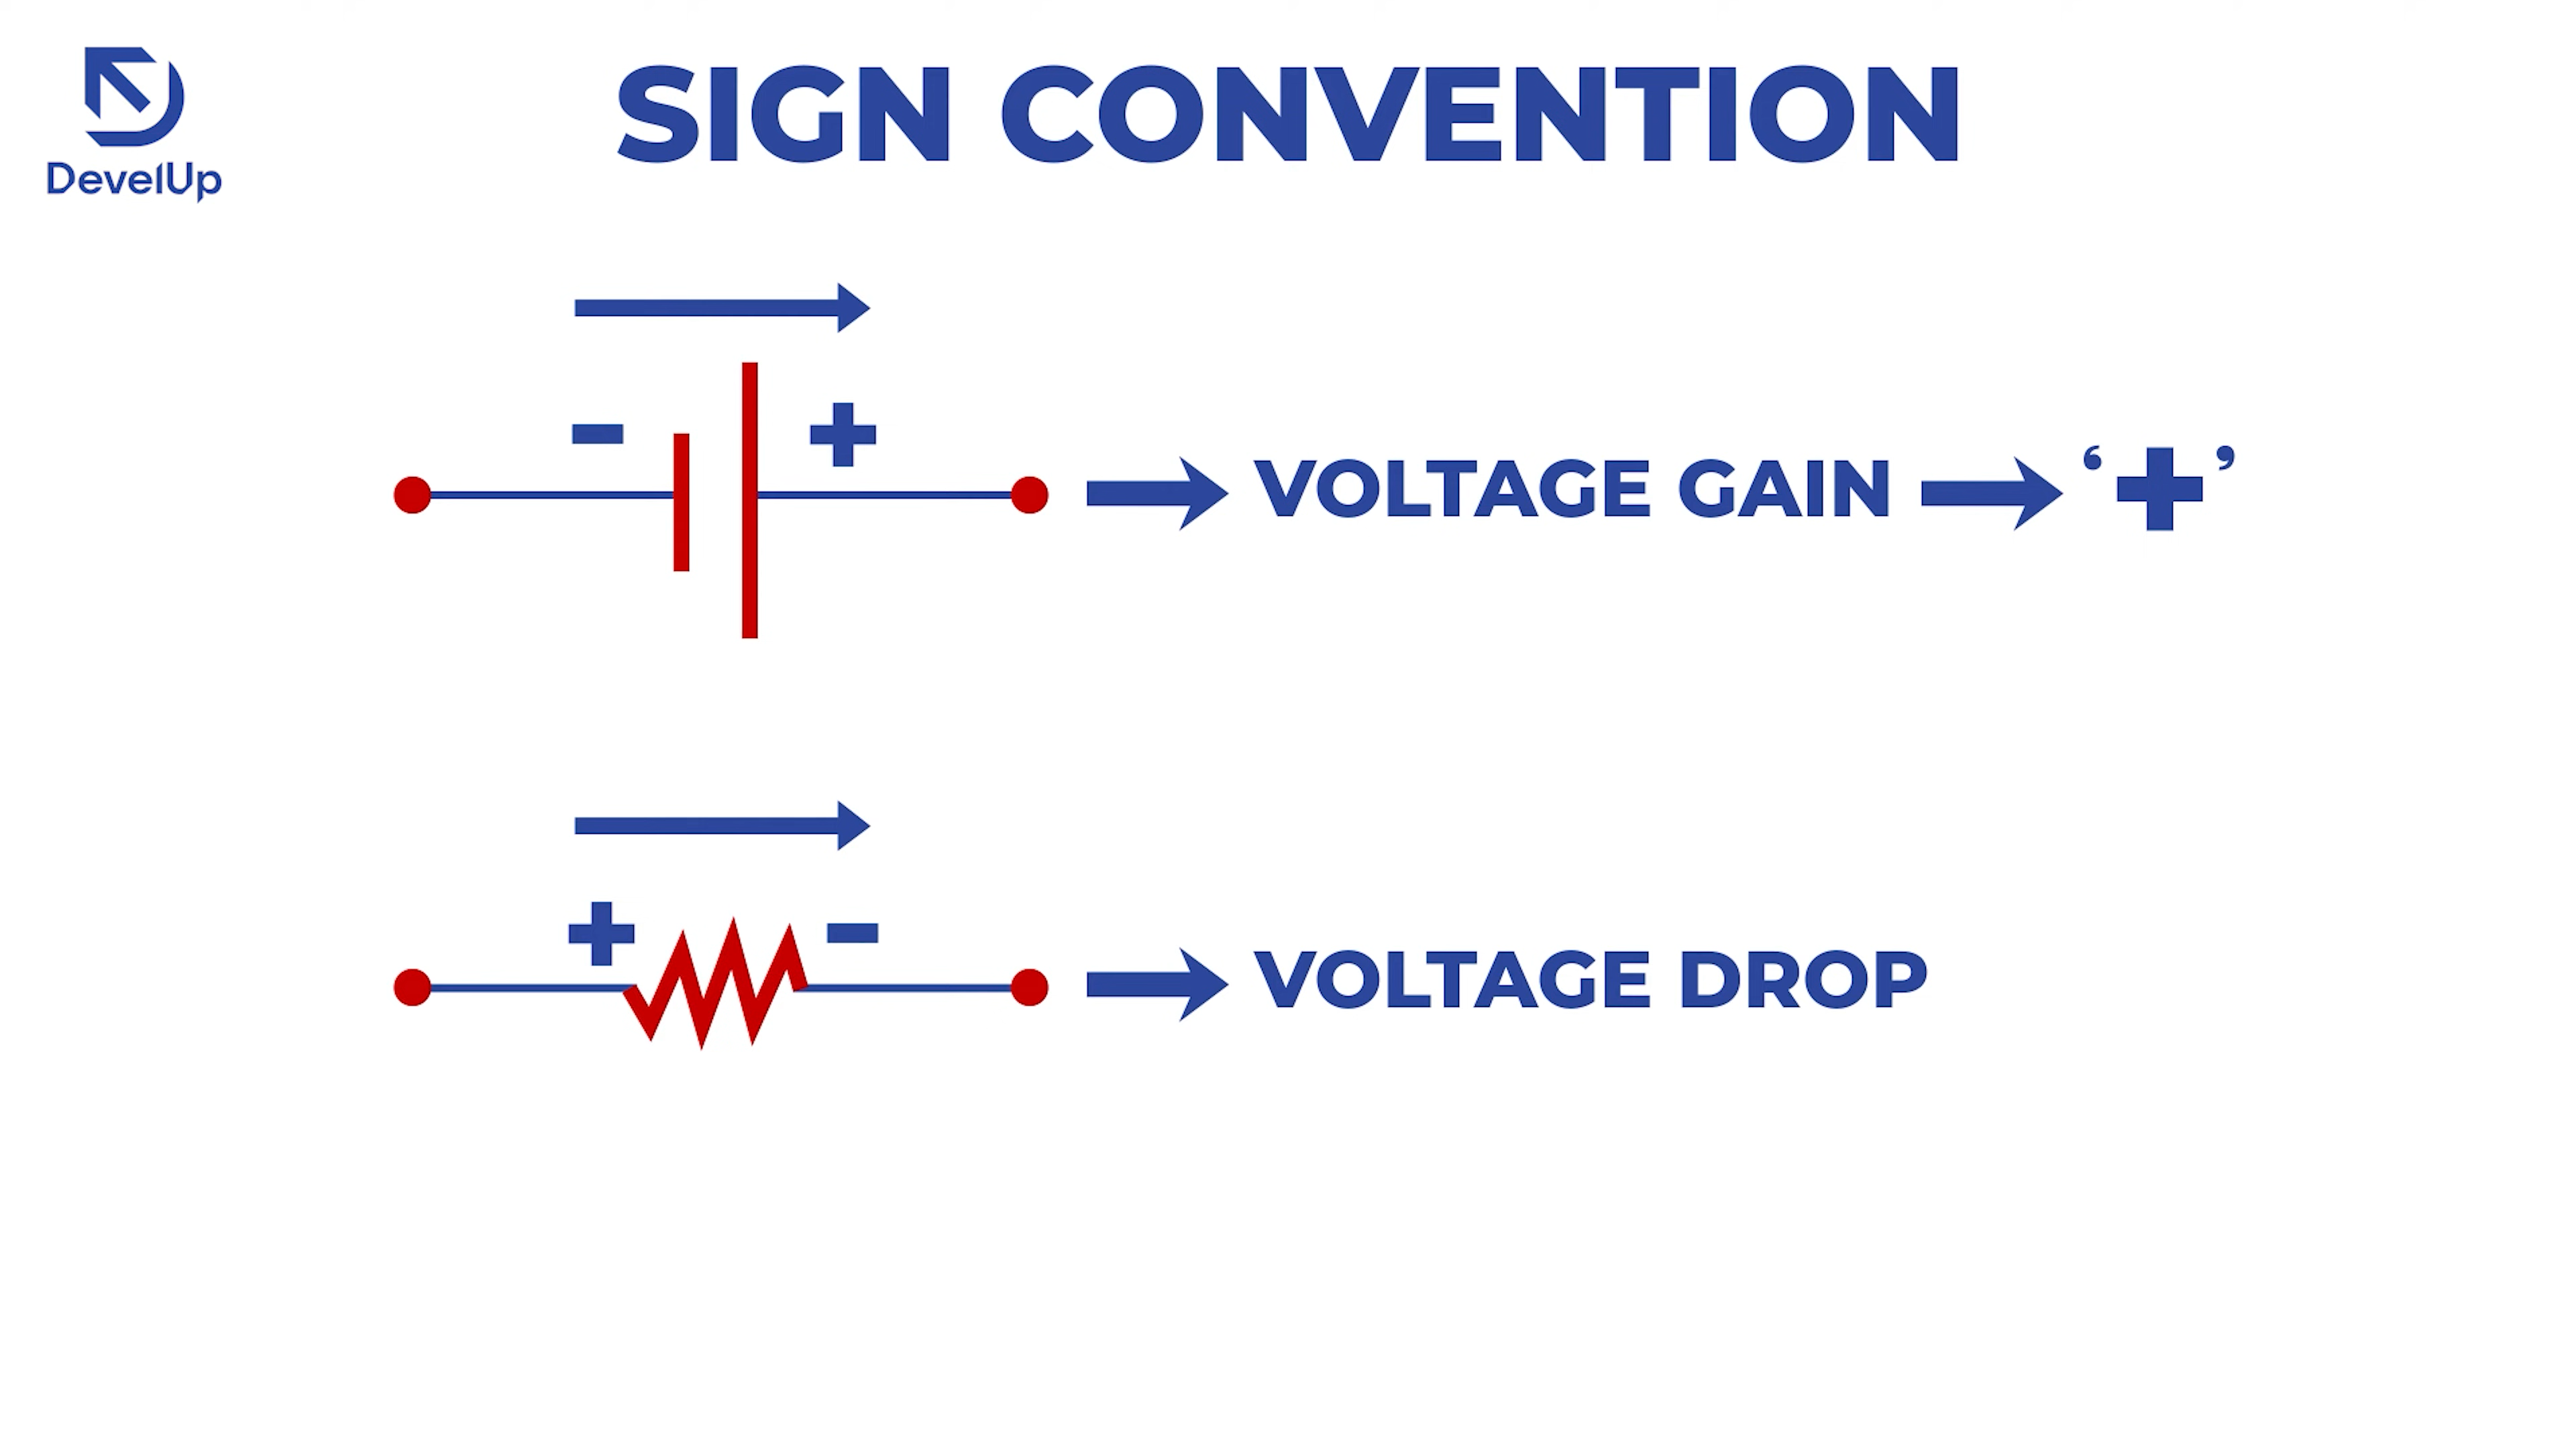 DevelUp
SIGN CONVENTION
- +
VOLTAGE GAIN ‘+’
+ -
VOLTAGE DROP